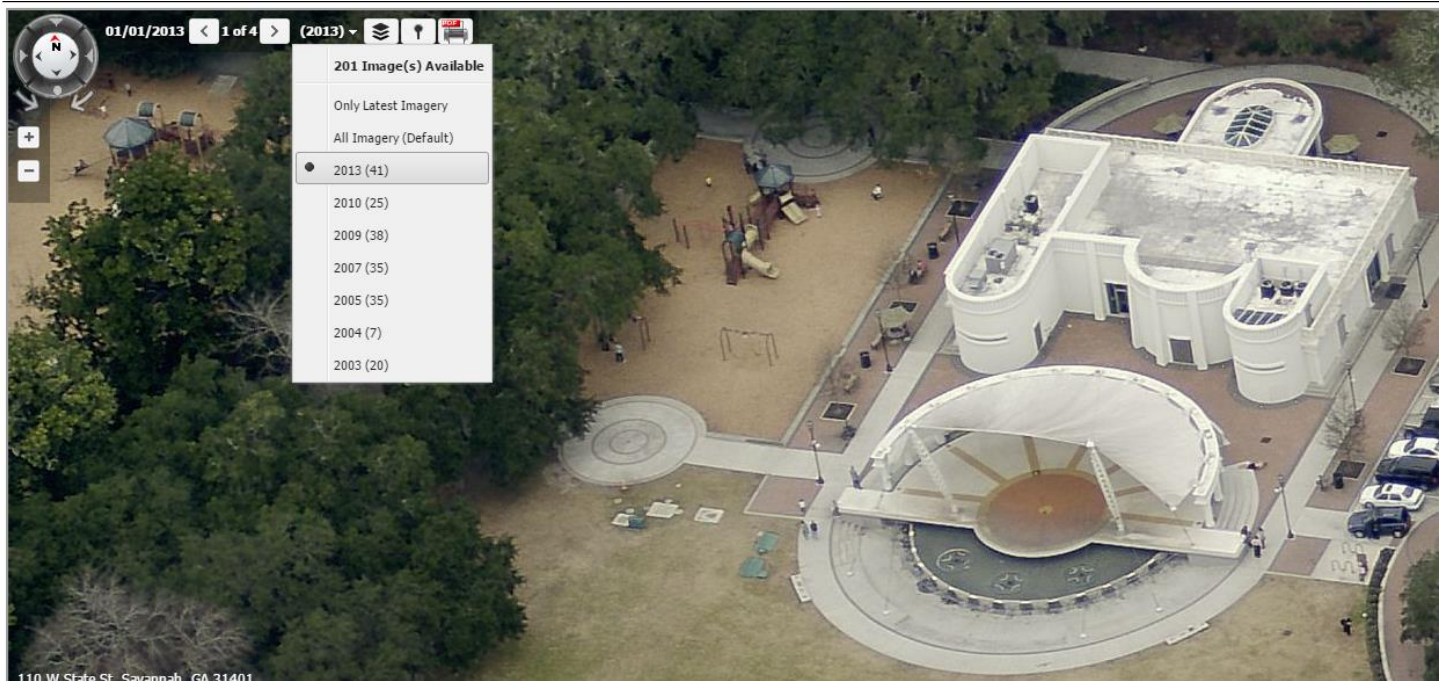 N
01/01/2013 < 1 of 4 > (2013)
PDF
201 Image(s) Available
Only Latest Imagery
All Imagery (Default)
2013 (41)
2010 (25)
2009 (38)
2007 (35)
2005 (35)
2004 (7)
2003 (20)
+
−
110 W State St, Savannah, GA 31401